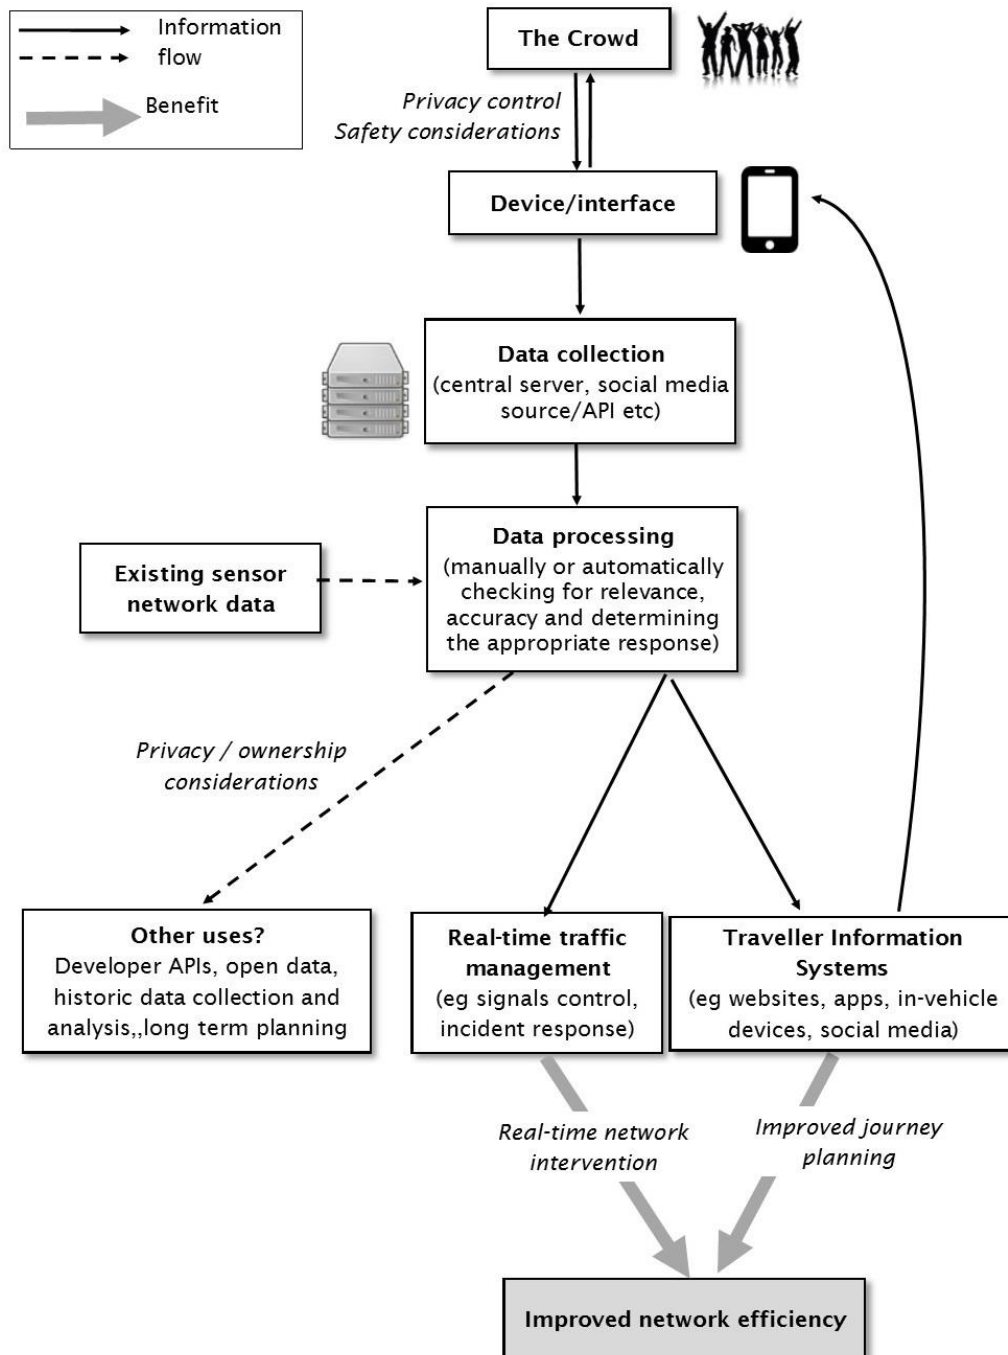 Information
flow
Benefit
The Crowd
Privacy control
Safety considerations
Device/interface
Data collection
(central server, social media
source/API etc)
Data processing
(manually or automatically
checking for relevance,
accuracy and determining
the appropriate response)
Existing sensor
network data
Privacy / ownership
considerations
Other uses?
Developer APIs, open data,
historic data collection and
analysis,,long term planning
Real-time traffic
management
(eg signals control,
incident response)
Traveller Information
Systems
(eg websites, apps, in-vehicle
devices, social media)
Real-time network
intervention
Improved journey
planning
Improved network efficiency